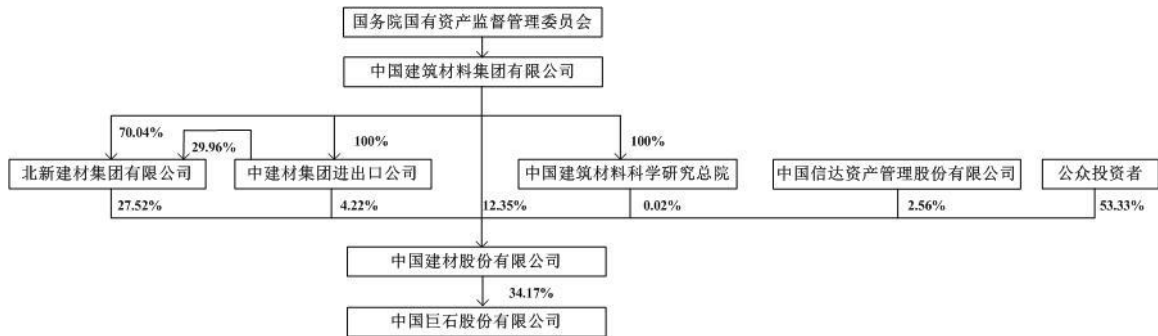 国务院国有资产监督管理委员会
中国建筑材料集团有限公司
70.04%
29.96%
100%
100%
北新建材集团有限公司
中建材集团进出口公司
中国建筑材料科学研究总院
中国信达资产管理股份有限公司
公众投资者
27.52%
4.22%
12.35%
0.02%
2.56%
53.33%
中国建材股份有限公司
34.17%
中国巨石股份有限公司